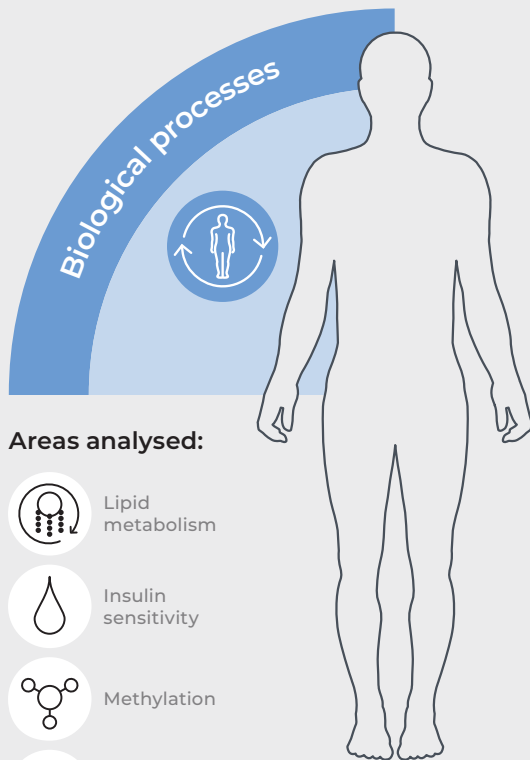 Biological processes
Areas analysed:
Lipid
metabolism
Insulin
sensitivity
Methylation